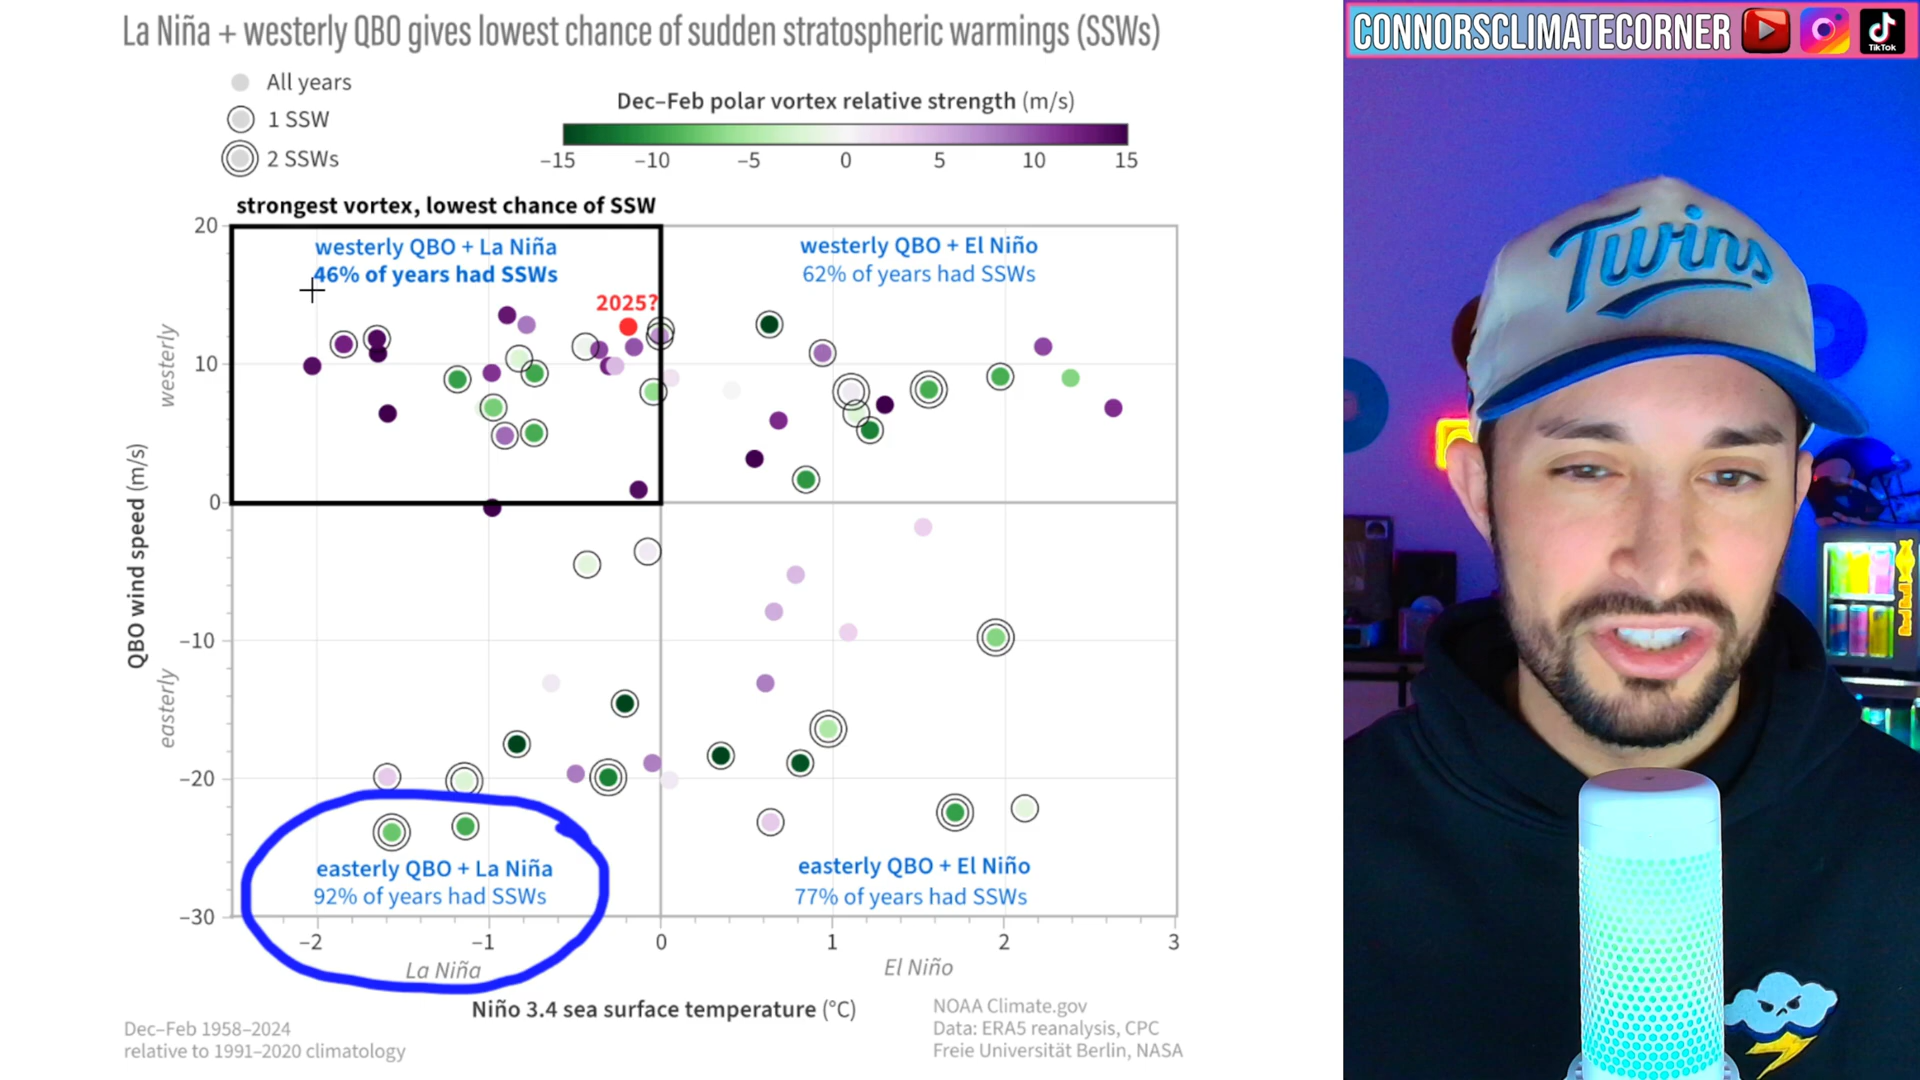 La Niña + westerly QBO gives lowest chance of sudden stratospheric warmings (SSWs)
All years
1 SSW
2 SSWs
Dec–Feb polar vortex relative strength (m/s)
–15 –10 –5 0 5 10 15
strongest vortex, lowest chance of SSW
westerly QBO + La Niña
46% of years had SSWs
westerly QBO + El Niño
62% of years had SSWs
2025?
20
10
0
–10
–20
–30
westerly
QBO wind speed (m/s)
easterly
easterly QBO + La Niña
92% of years had SSWs
easterly QBO + El Niño
77% of years had SSWs
–2 –1 0 1 2 3
La Niña
El Niño
Niño 3.4 sea surface temperature (°C)
Dec–Feb 1958–2024
relative to 1991–2020 climatology
NOAA Climate.gov
Data: ERA5 reanalysis, CPC
Freie Universität Berlin, NASA
CONNORSCLIMATECORNER
TikTok
Twins
Red Bull